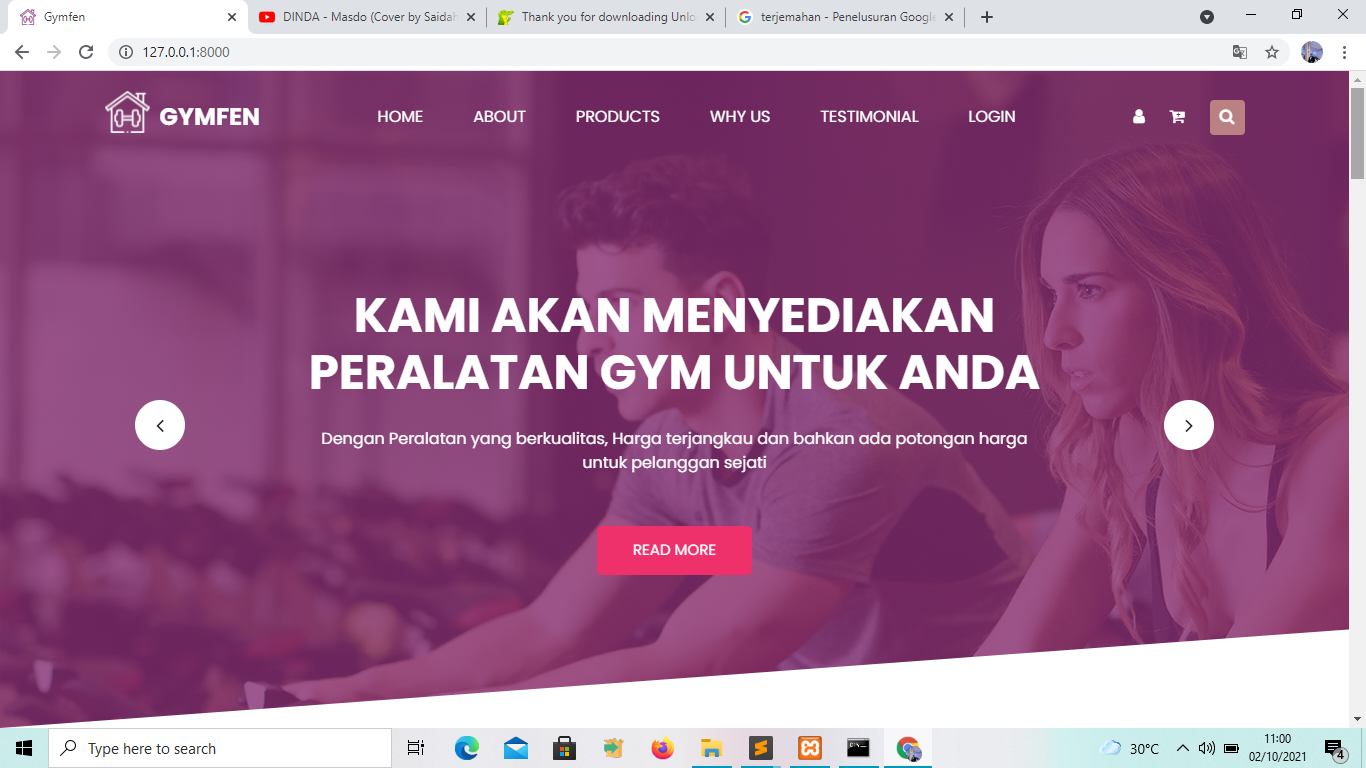 Gymfen
DINDA - Masdo (Cover by Saidah
Thank you for downloading Unlo
terjemahan - Penelusuran Google
127.0.0.1:8000
GYMFEN
HOME
ABOUT
PRODUCTS
WHY US
TESTIMONIAL
LOGIN
KAMI AKAN MENYEDIAKAN
PERALATAN GYM UNTUK ANDA
Dengan Peralatan yang berkualitas, Harga terjangkau dan bahkan ada potongan harga
untuk pelanggan sejati
READ MORE
Type here to search
30°C
11:00
02/10/2021
4